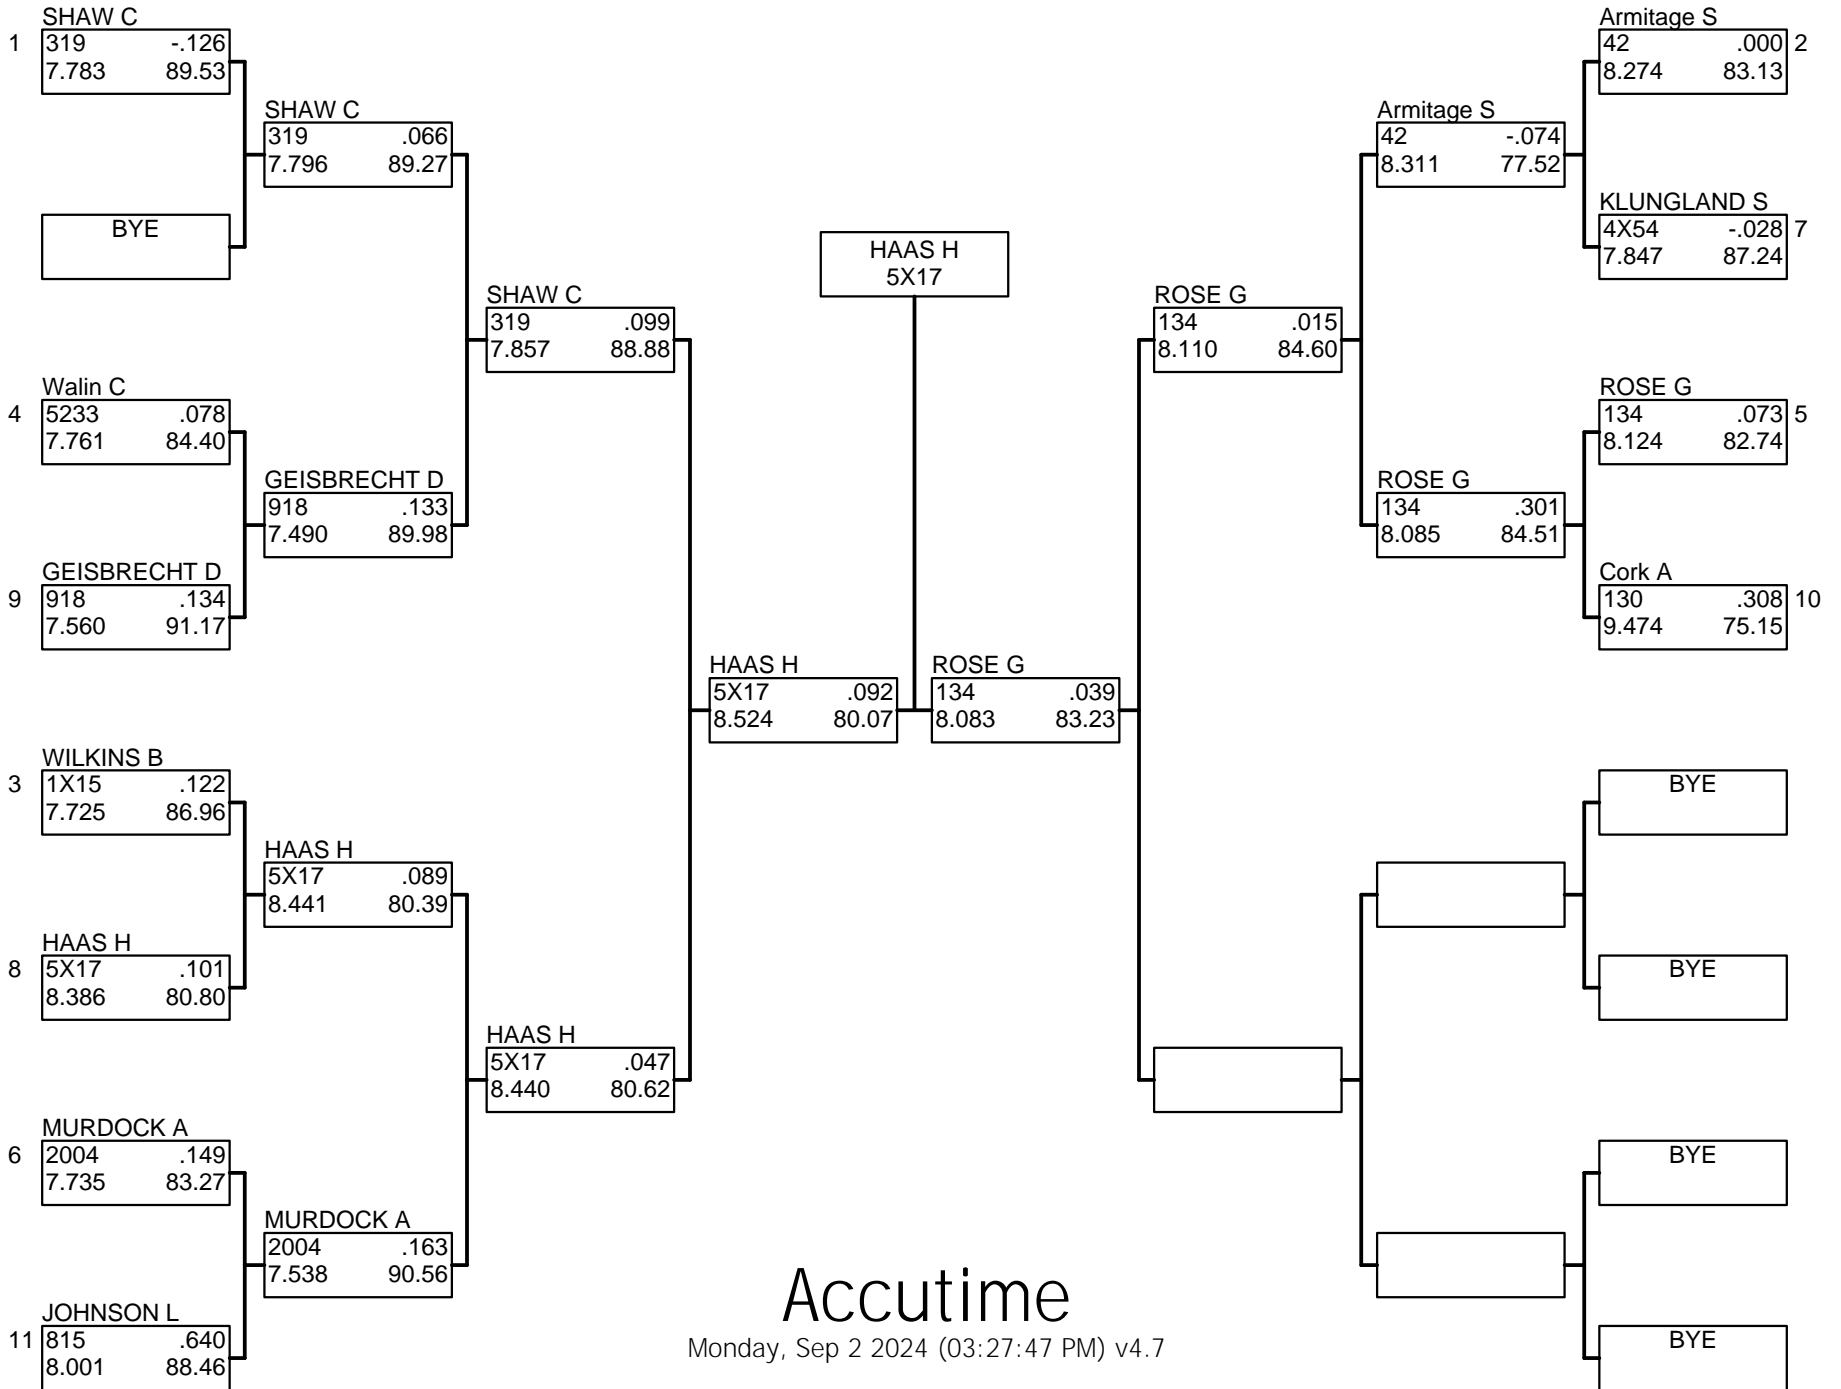 SHAW C
1 319 -.126
7.783 89.53
BYE
Walin C
4 5233 .078
7.761 84.40
GEISBRECHT D
9 918 .134
7.560 91.17
WILKINS B
3 1X15 .122
7.725 86.96
HAAS H
8 5X17 .101
8.386 80.80
MURDOCK A
6 2004 .149
7.735 83.27
JOHNSON L
11 815 .640
8.001 88.46
SHAW C
319 .066
7.796 89.27
GEISBRECHT D
918 .133
7.490 89.98
HAAS H
5X17 .089
8.441 80.39
MURDOCK A
2004 .163
7.538 90.56
SHAW C
319 .099
7.857 88.88
HAAS H
5X17 .047
8.440 80.62
HAAS H
5X17 .092
8.524 80.07
HAAS H
5X17
ROSE G
134 .039
8.083 83.23
ROSE G
134 .015
8.110 84.60
Armitage S
42 -.074
8.311 77.52
ROSE G
134 .301
8.085 84.51
Armitage S
42 .000 2
8.274 83.13
KLUNGLAND S
4X54 -.028 7
7.847 87.24
ROSE G
134 .073 5
8.124 82.74
Cork A
130 .308 10
9.474 75.15
BYE
BYE
BYE
BYE
Accutime
Monday, Sep 2 2024 (03:27:47 PM) v4.7